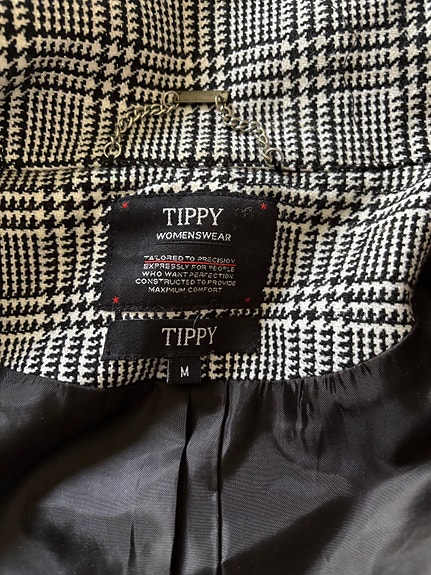 TIPPY
WOMENSWEAR
TAILORED TO PRECISION
EXPRESSLY FOR PEOPLE
WHO WANT PERFECTION
CONSTRUCTED TO PROVIDE
MAXIMUM COMFORT
TIPPY
M